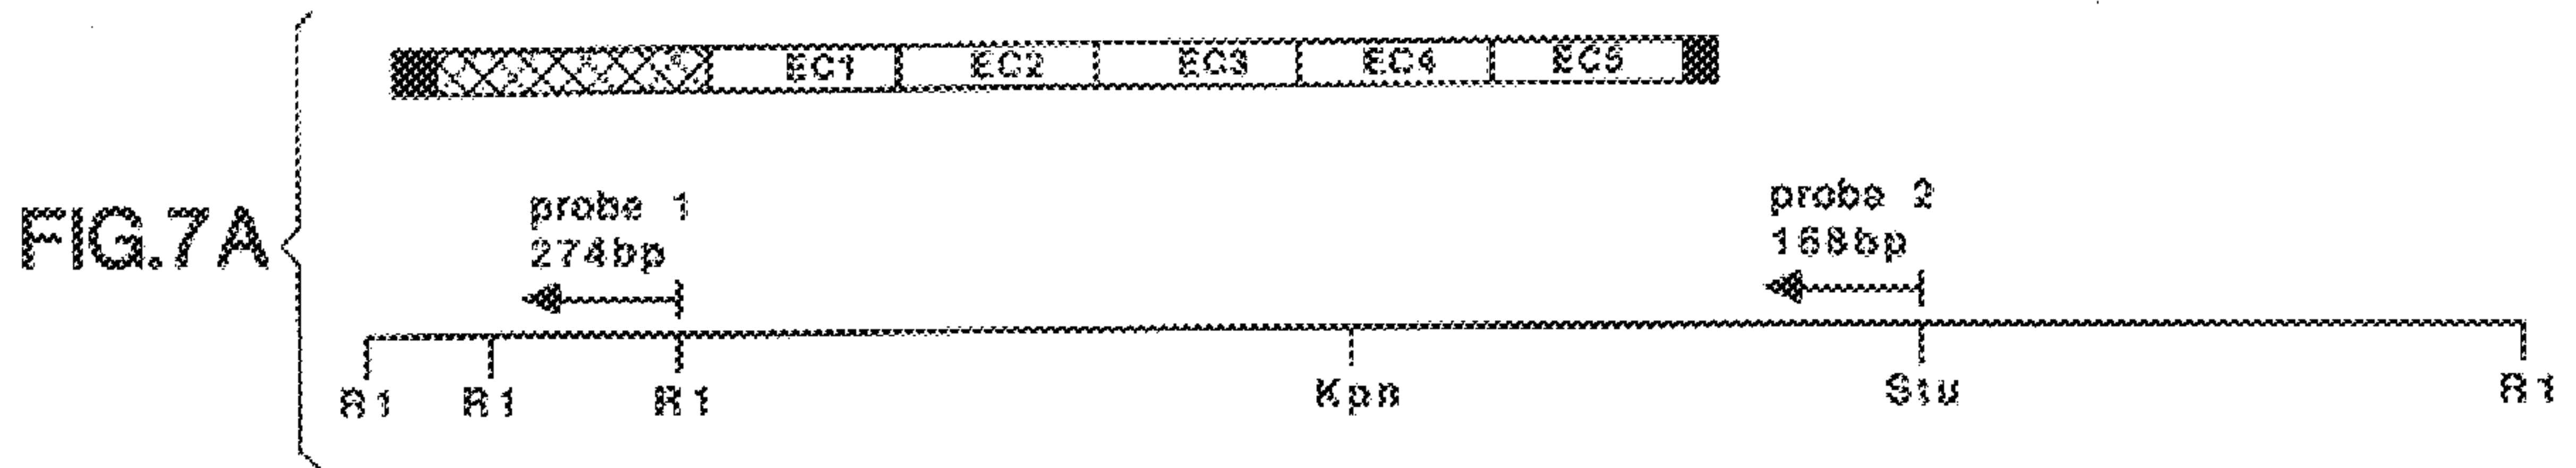 FIG.7A
EC1 EC2 EC3 EC4 EC5
probe 1
274bp
probe 2
168bp
R1 R1 R1 Kpn Stu R1